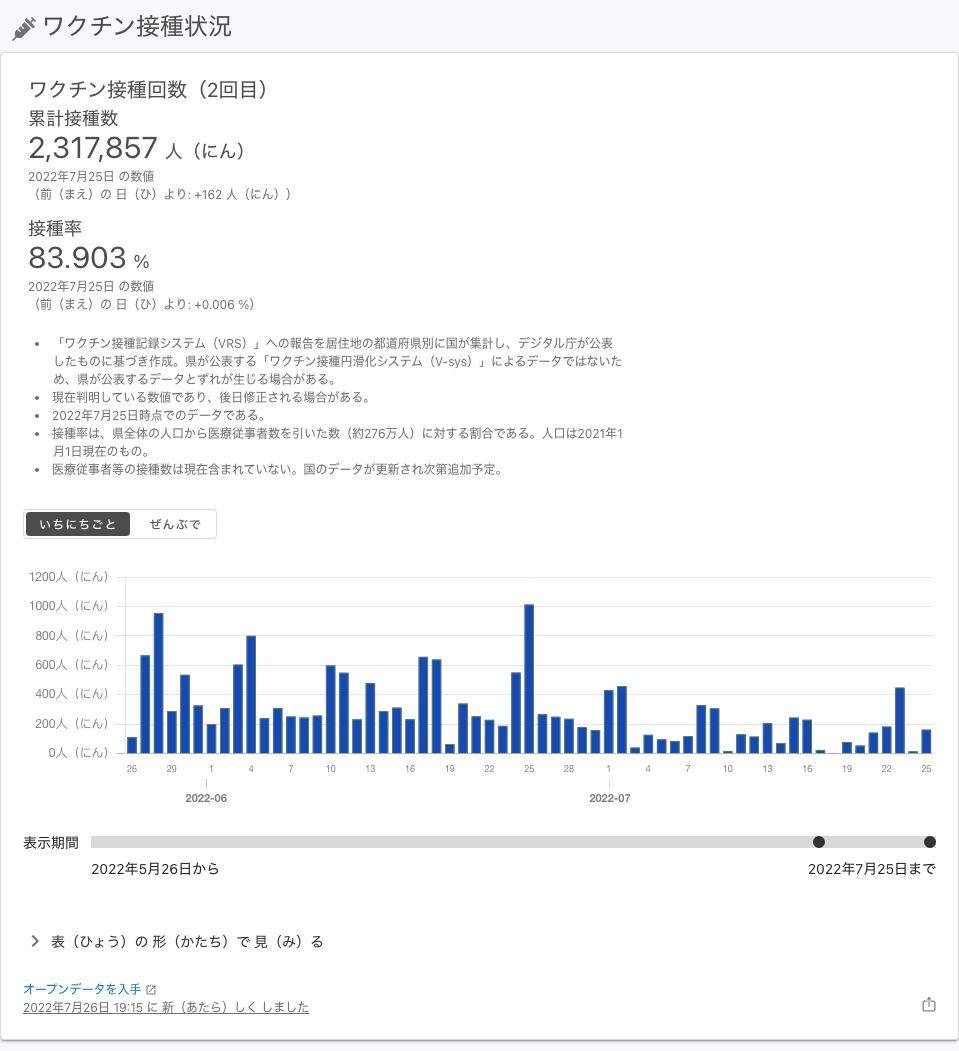 ワクチン接種状況
ワクチン接種回数（2回目）
累計接種数
2,317,857 人（にん）
2022年7月25日 の数値
（前（まえ）の 日（ひ）より: +162 人（にん））
接種率
83.903 %
2022年7月25日 の数値
（前（まえ）の 日（ひ）より: +0.006 %）
• 「ワクチン接種記録システム（VRS）」への報告を居住地の都道府県別に国が集計し、デジタル庁が公表
したものに基づき作成。県が公表する「ワクチン接種円滑化システム（V-sys）」によるデータではないた
め、県が公表するデータとずれが生じる場合がある。
• 現在判明している数値であり、後日修正される場合がある。
• 2022年7月25日時点でのデータである。
• 接種率は、県全体の人口から医療従事者数を引いた数（約276万人）に対する割合である。人口は2021年1
月1日現在のもの。
• 医療従事者等の接種数は現在含まれていない。国のデータが更新され次第追加予定。
いちにちごと ぜんぶで
1200人（にん）
1000人（にん）
800人（にん）
600人（にん）
400人（にん）
200人（にん）
0人（にん）
26 29 1 4 7 10 13 16 19 22 25 28 1 4 7 10 13 16 19 22 25
2022-06 2022-07
表示期間
2022年5月26日から 2022年7月25日まで
表（ひょう）の 形（かたち）で 見（み）る
オープンデータを入手
2022年7月26日 19:15 に 新（あたら）しく しました